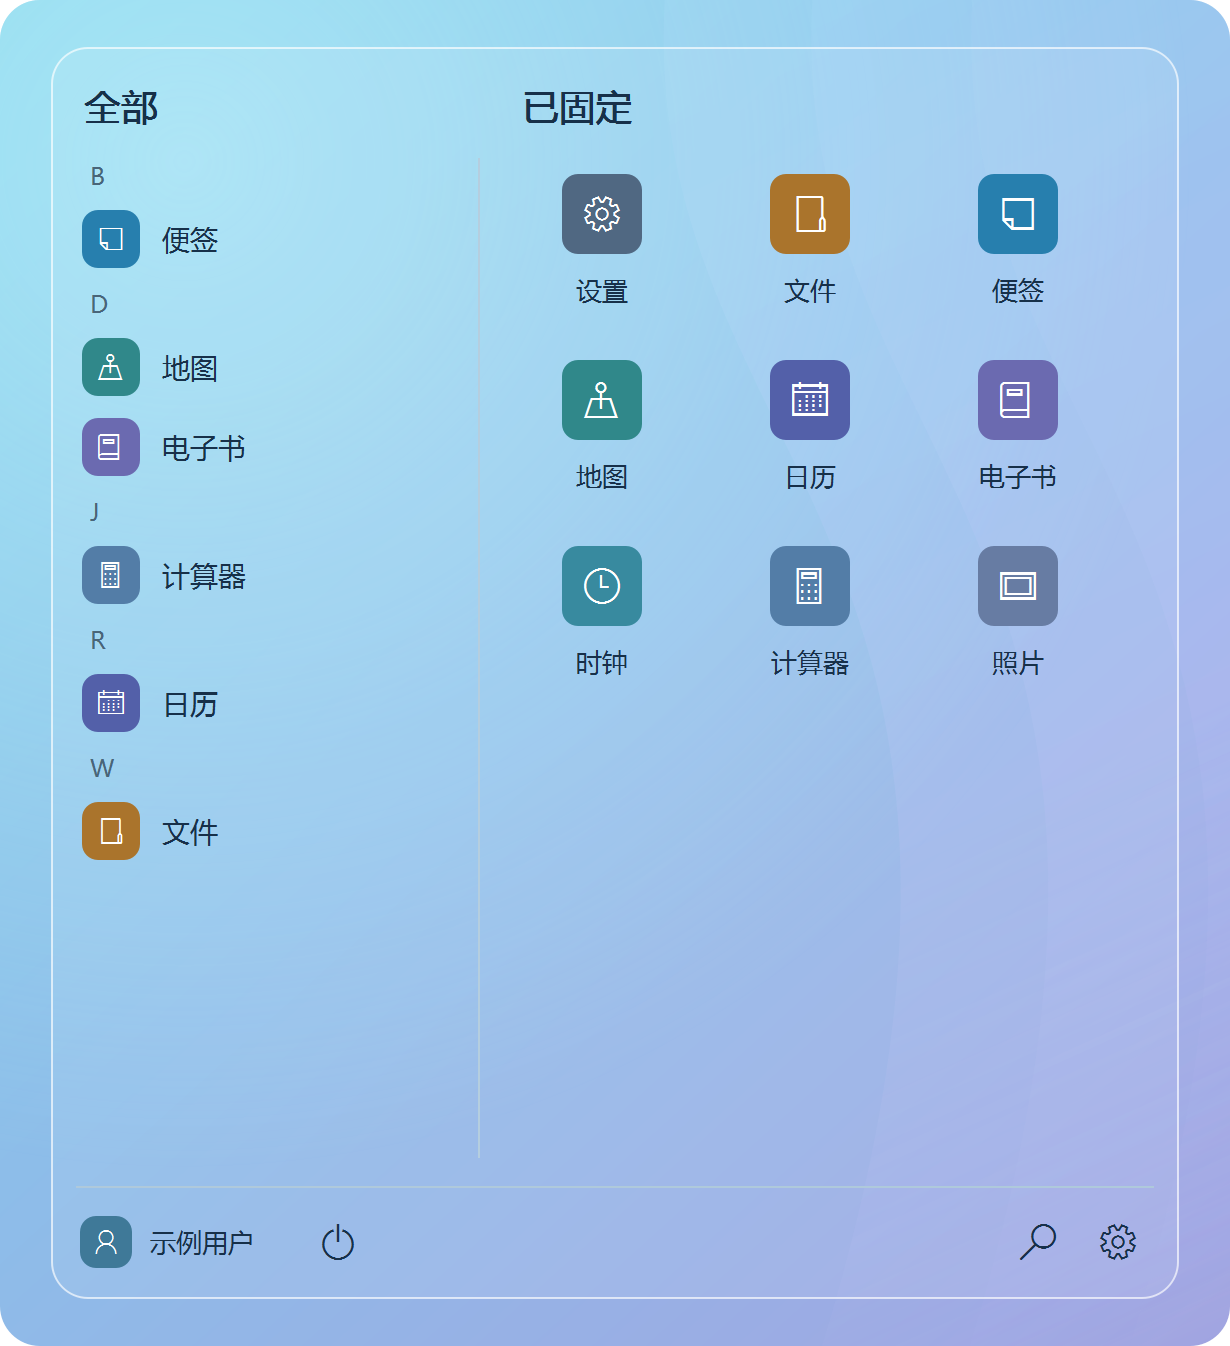 全部
B
便签
D
地图
电子书
J
计算器
R
日历
W
文件
已固定
设置 文件 便签
地图 日历 电子书
时钟 计算器 照片
示例用户